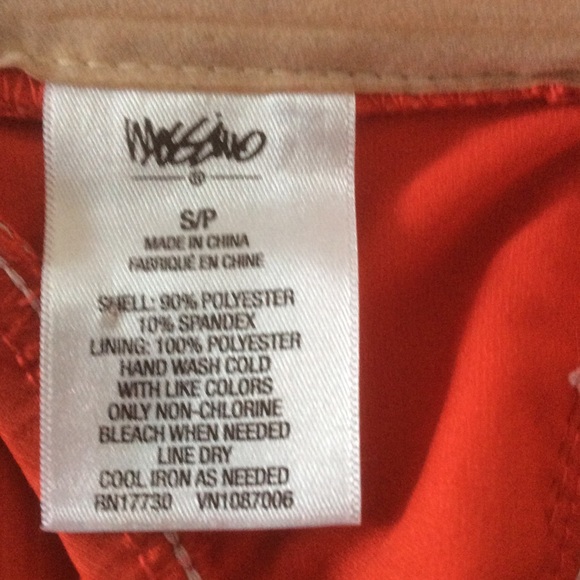 Mossimo
®
S/P
MADE IN CHINA
FABRIQUÉ EN CHINE
SHELL: 90% POLYESTER
10% SPANDEX
LINING: 100% POLYESTER
HAND WASH COLD
WITH LIKE COLORS
ONLY NON-CHLORINE
BLEACH WHEN NEEDED
LINE DRY
COOL IRON AS NEEDED
RN17730 VN1087006